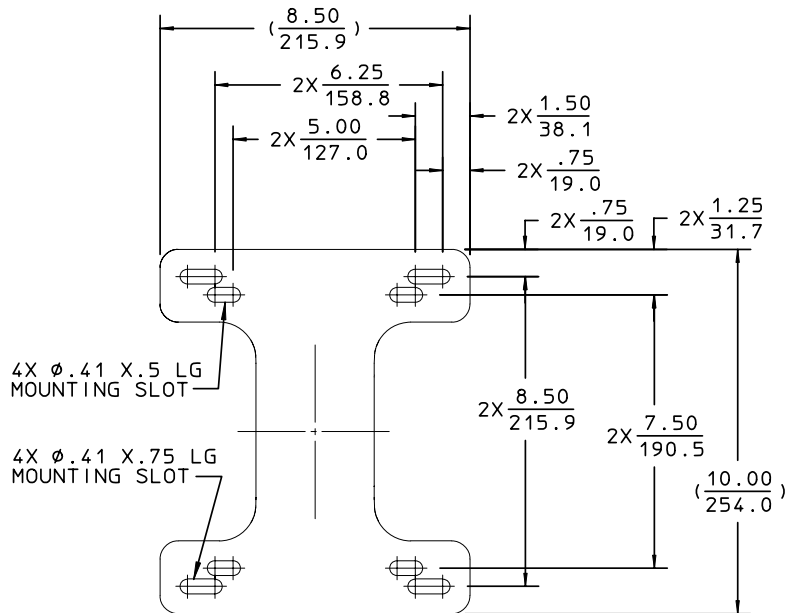 (8.50
215.9)
2X 6.25
158.8
2X 1.50
38.1
2X 5.00
127.0
2X .75
19.0
2X .75
19.0
2X 1.25
31.7
4X Ø.41 X.5 LG
MOUNTING SLOT
2X 8.50
215.9
2X 7.50
190.5
4X Ø.41 X.75 LG
MOUNTING SLOT
(10.00
254.0)